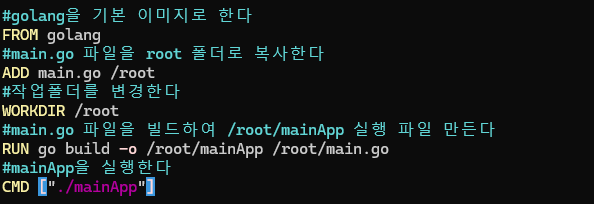 #golang을 기본 이미지로 한다
FROM golang
#main.go 파일을 root 폴더로 복사한다
ADD main.go /root
#작업폴더를 변경한다
WORKDIR /root
#main.go 파일을 빌드하여 /root/mainApp 실행 파일 만든다
RUN go build -o /root/mainApp /root/main.go
#mainApp을 실행한다
CMD ["./mainApp"]